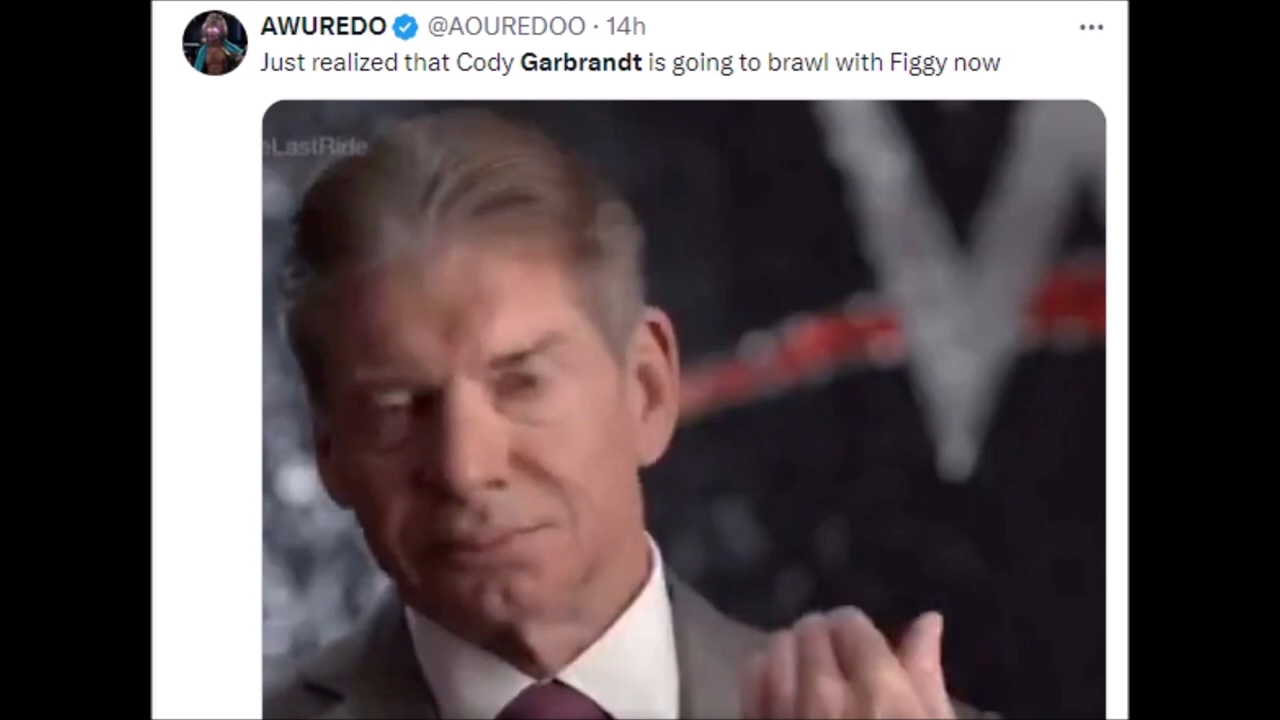 AWUREDO @AOUREDOO · 14h
Just realized that Cody Garbrandt is going to brawl with Figgy now
eLastRide